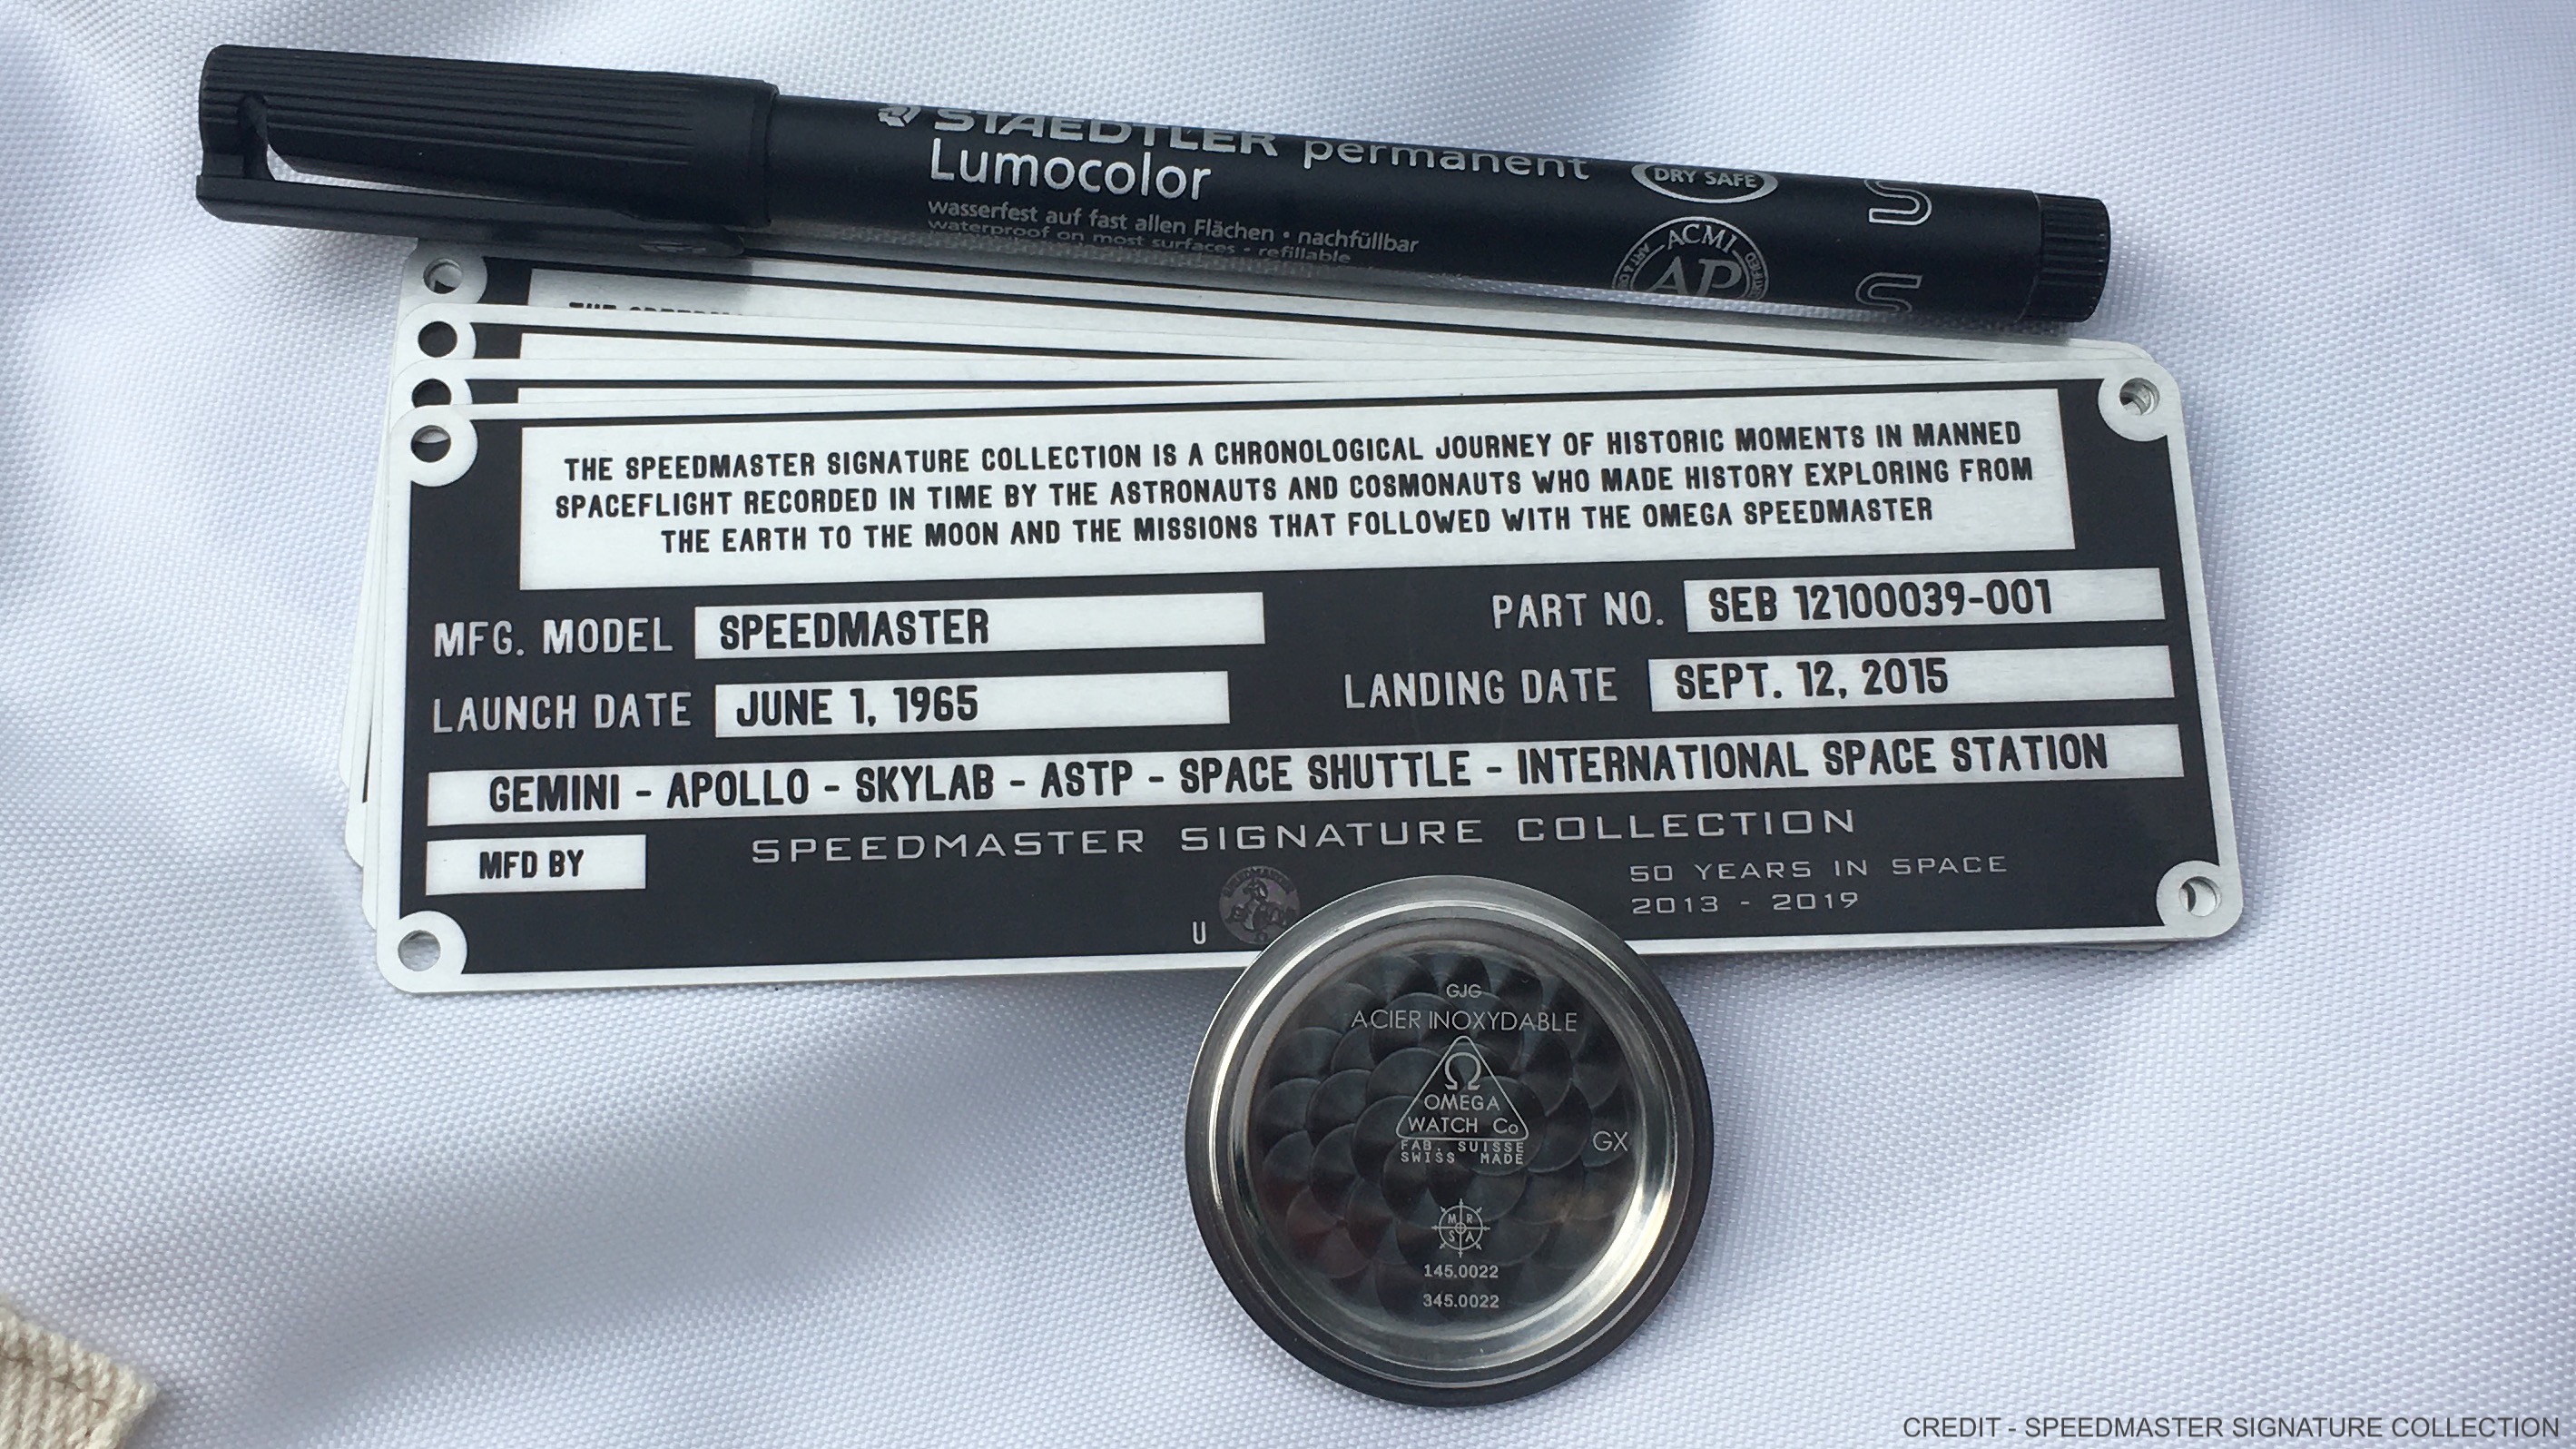 STAEDTLER permanent
Lumocolor
DRY SAFE
wasserfest auf fast allen Flächen • nachfüllbar
waterproof on most surfaces • refillable
ACMI
AP
S
S
THE SPEEDMASTER SIGNATURE COLLECTION IS A CHRONOLOGICAL JOURNEY OF HISTORIC MOMENTS IN MANNED
SPACEFLIGHT RECORDED IN TIME BY THE ASTRONAUTS AND COSMONAUTS WHO MADE HISTORY EXPLORING FROM
THE EARTH TO THE MOON AND THE MISSIONS THAT FOLLOWED WITH THE OMEGA SPEEDMASTER
MFG. MODEL SPEEDMASTER PART NO. SEB 12100039-001
LAUNCH DATE JUNE 1, 1965 LANDING DATE SEPT. 12, 2015
GEMINI - APOLLO - SKYLAB - ASTP - SPACE SHUTTLE - INTERNATIONAL SPACE STATION
MFD BY SPEEDMASTER SIGNATURE COLLECTION
50 YEARS IN SPACE
2013 - 2019
U
GJG
ACIER INOXYDABLE
Ω
OMEGA
WATCH Co
FAB. SUISSE
SWISS MADE
GX
M R
S A
145.0022
345.0022
CREDIT - SPEEDMASTER SIGNATURE COLLECTION